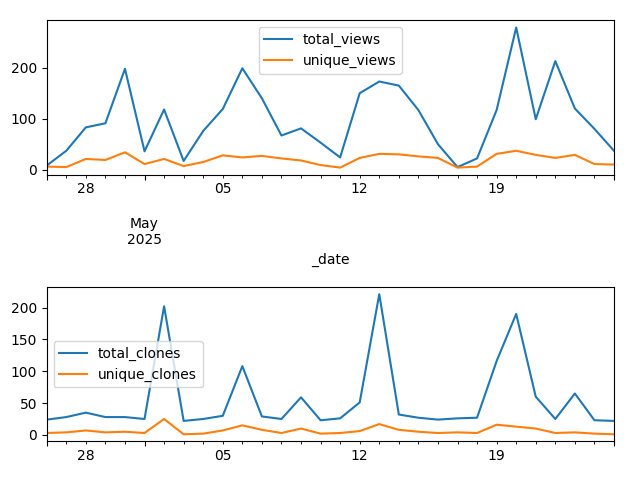 total_views
unique_views
200
100
0
28
05
12
19
May
2025
_date
total_clones
unique_clones
200
150
100
50
0
28
05
12
19